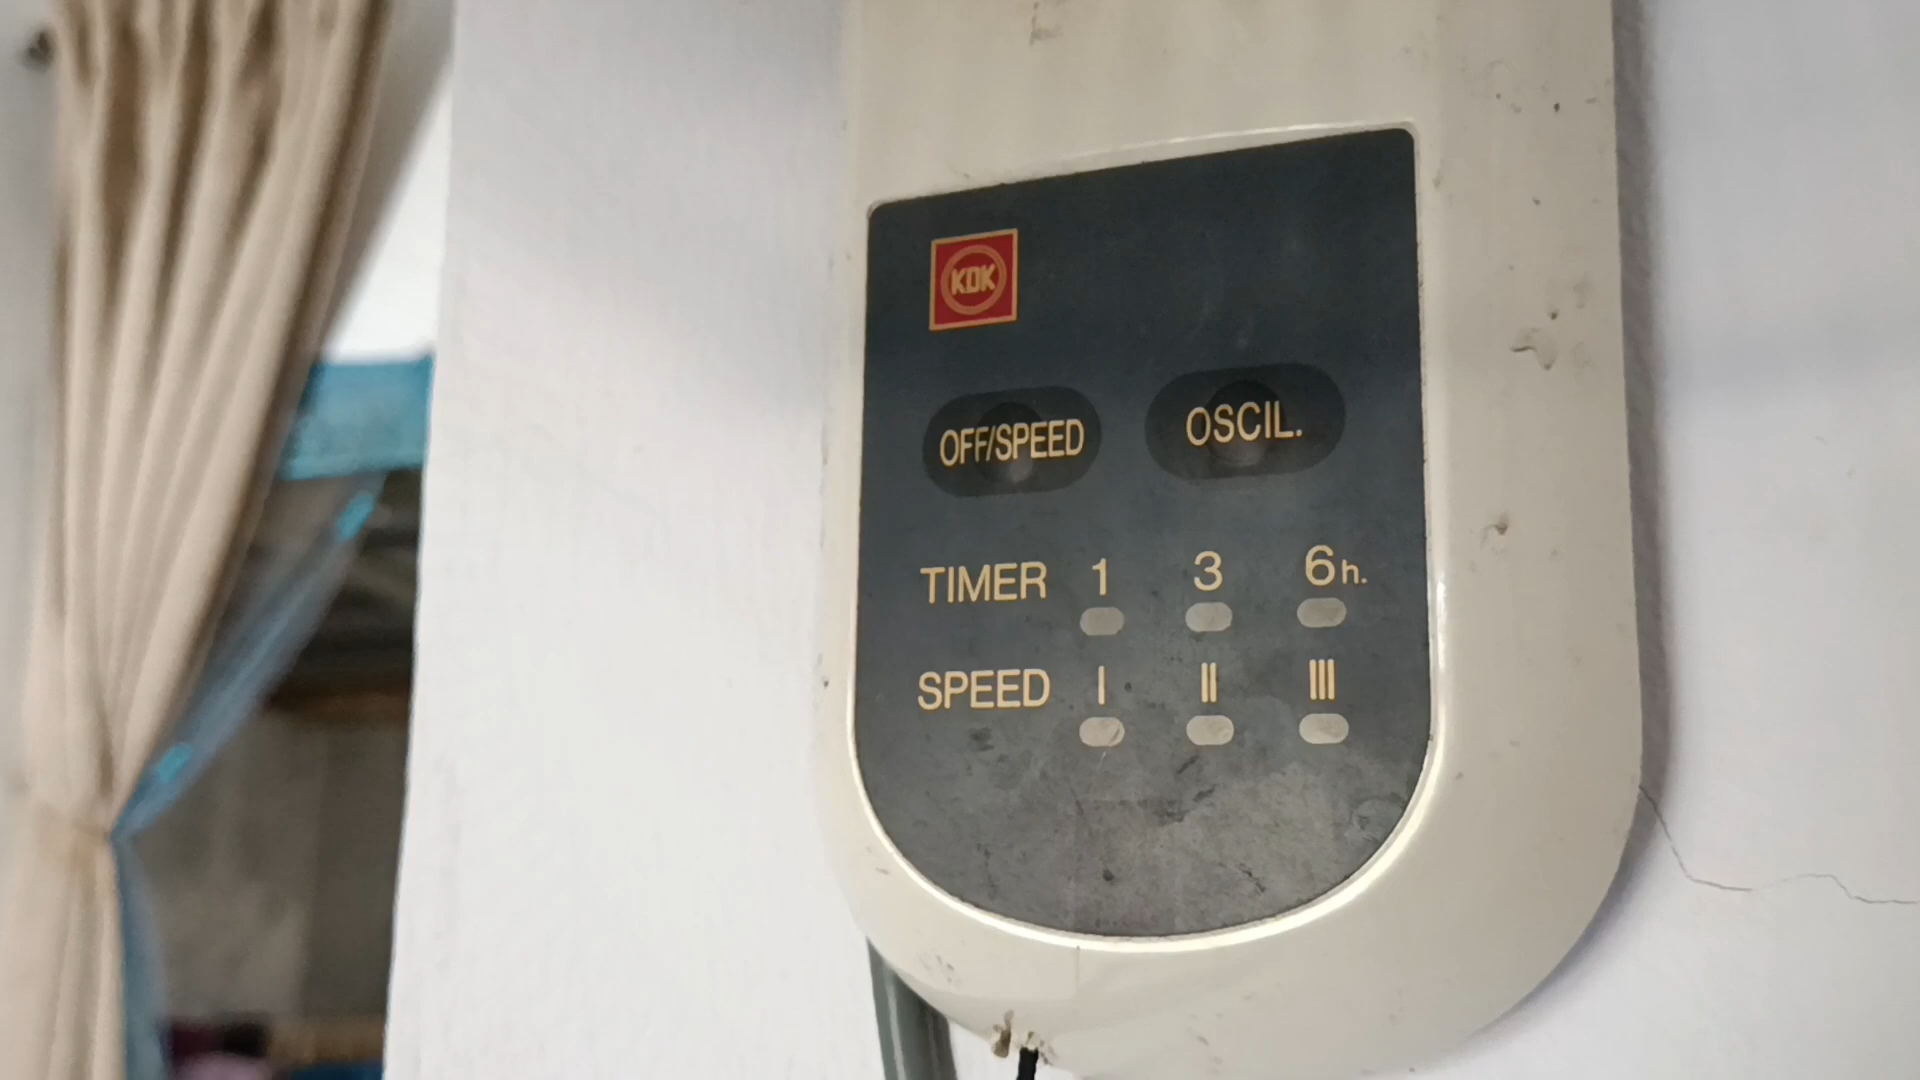 KDK
OFF/SPEED OSCIL.
TIMER 1 3 6h.
SPEED I II III